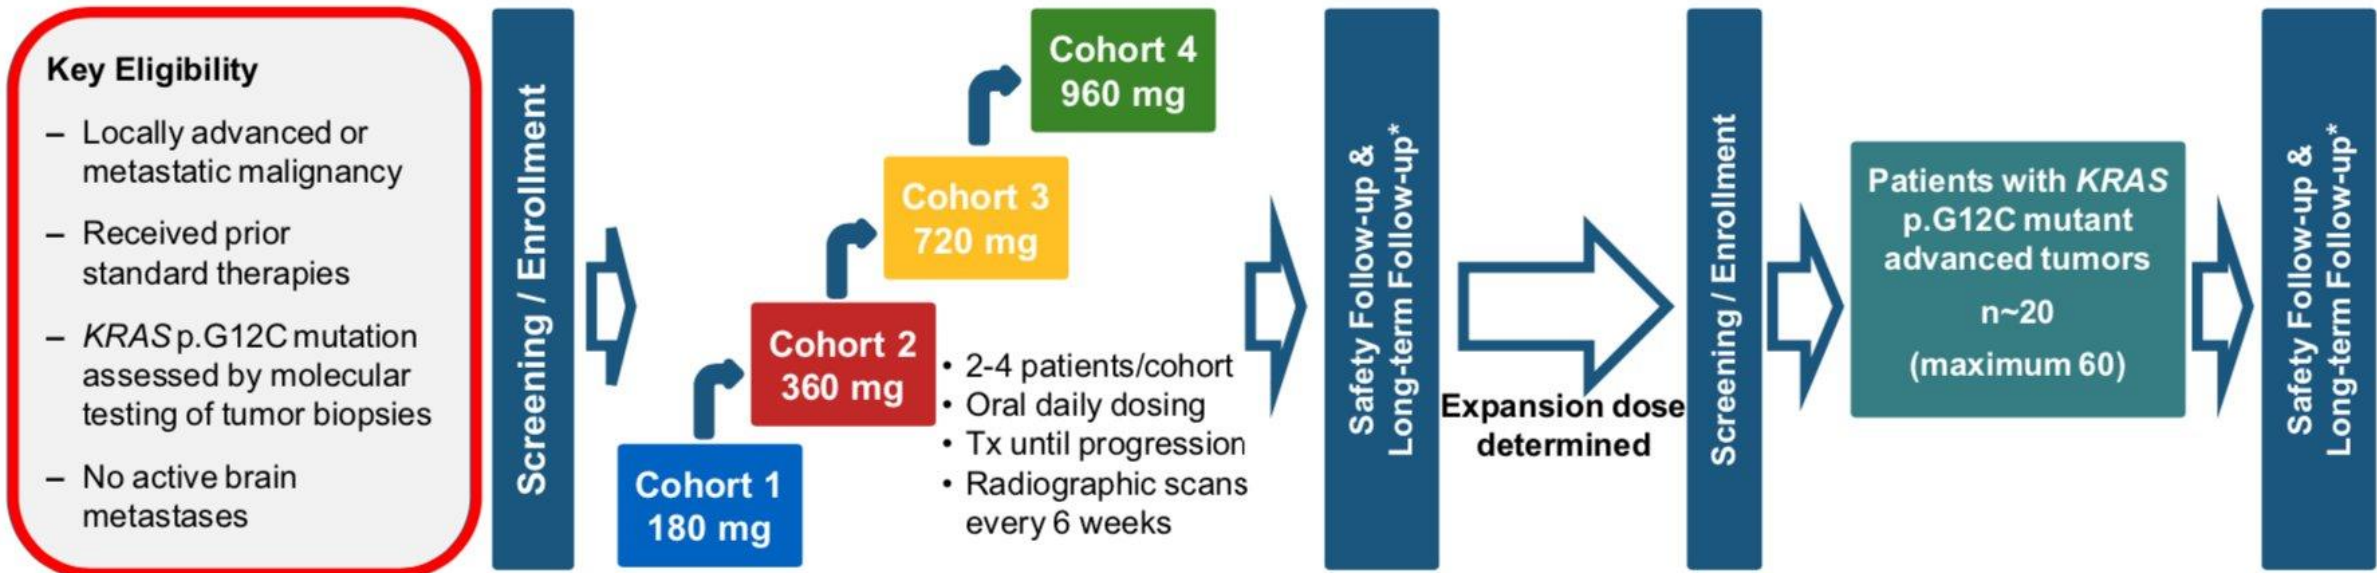 Key Eligibility
– Locally advanced or
metastatic malignancy
– Received prior
standard therapies
– KRAS p.G12C mutation
assessed by molecular
testing of tumor biopsies
– No active brain
metastases
Screening / Enrollment
Cohort 1
180 mg
Cohort 2
360 mg
Cohort 3
720 mg
Cohort 4
960 mg
• 2-4 patients/cohort
• Oral daily dosing
• Tx until progression
• Radiographic scans
every 6 weeks
Safety Follow-up &
Long-term Follow-up*
Expansion dose
determined
Screening / Enrollment
Patients with KRAS
p.G12C mutant
advanced tumors
n~20
(maximum 60)
Safety Follow-up &
Long-term Follow-up*